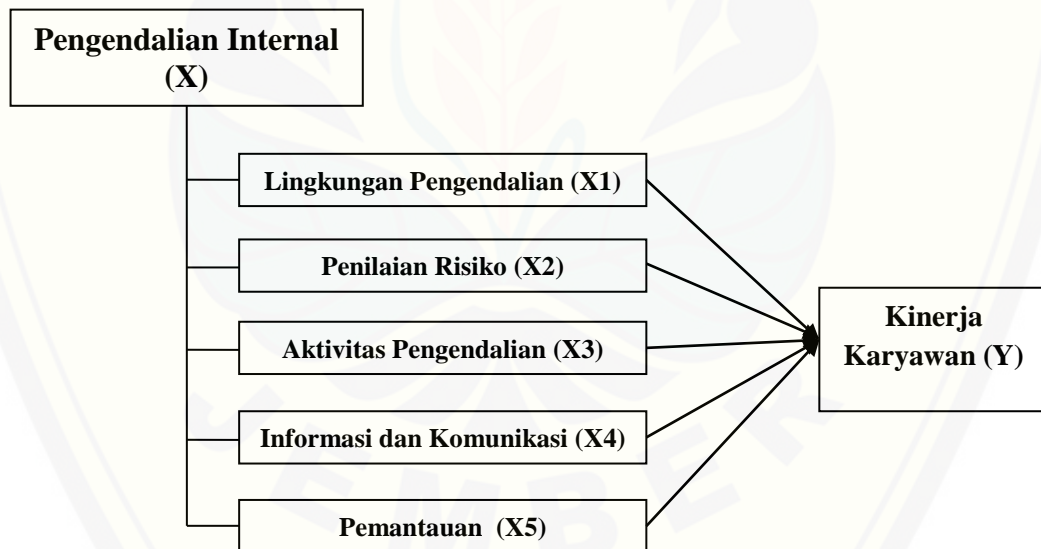 Pengendalian Internal
(X)
Lingkungan Pengendalian (X1)
Penilaian Risiko (X2)
Aktivitas Pengendalian (X3)
Informasi dan Komunikasi (X4)
Pemantauan (X5)
Kinerja
Karyawan (Y)
JEMBER